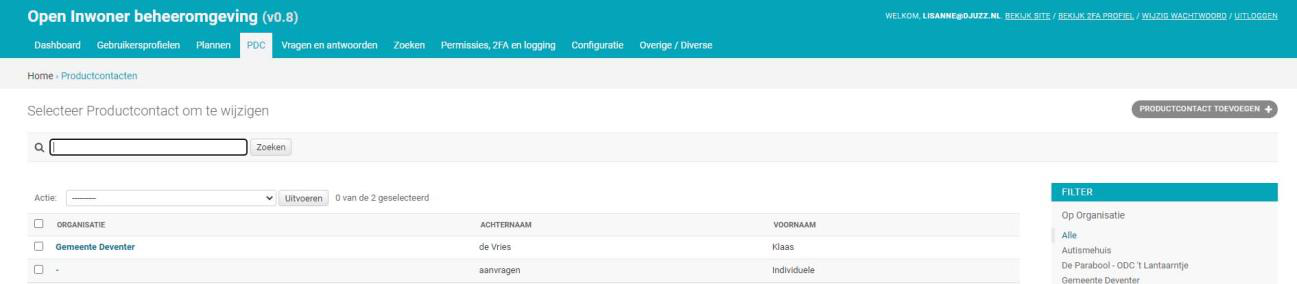 Open Inwoner beheeromgeving (v0.8)
WELKOM, LISANNE@DJUZZ.NL. BEKIJK SITE / BEKIJK 2FA PROFIEL / WIJZIG WACHTWOORD / UITLOGGEN
Dashboard Gebruikersprofielen Plannen PDC Vragen en antwoorden Zoeken Permissies, 2FA en logging Configuratie Overige / Diverse
Home › Productcontacten
Selecteer Productcontact om te wijzigen
PRODUCTCONTACT TOEVOEGEN +
Zoeken
Actie: --------- Uitvoeren 0 van de 2 geselecteerd
ORGANISATIE ACHTERNAAM VOORNAAM
Gemeente Deventer de Vries Klaas
- aanvragen Individuele
FILTER
Op Organisatie
Alle
Autismehuis
De Parabool - ODC 't Lantaarntje
Gemeente Deventer